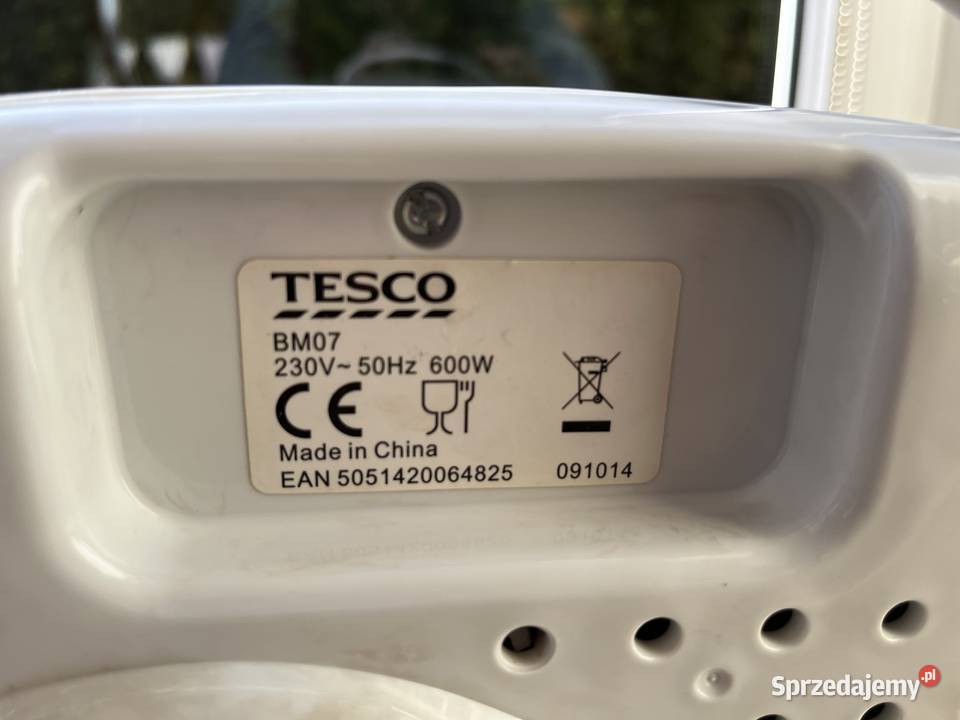 TESCO
BM07
230V~ 50Hz 600W
CE
Made in China
EAN 5051420064825 091014
Sprzedajemy.pl